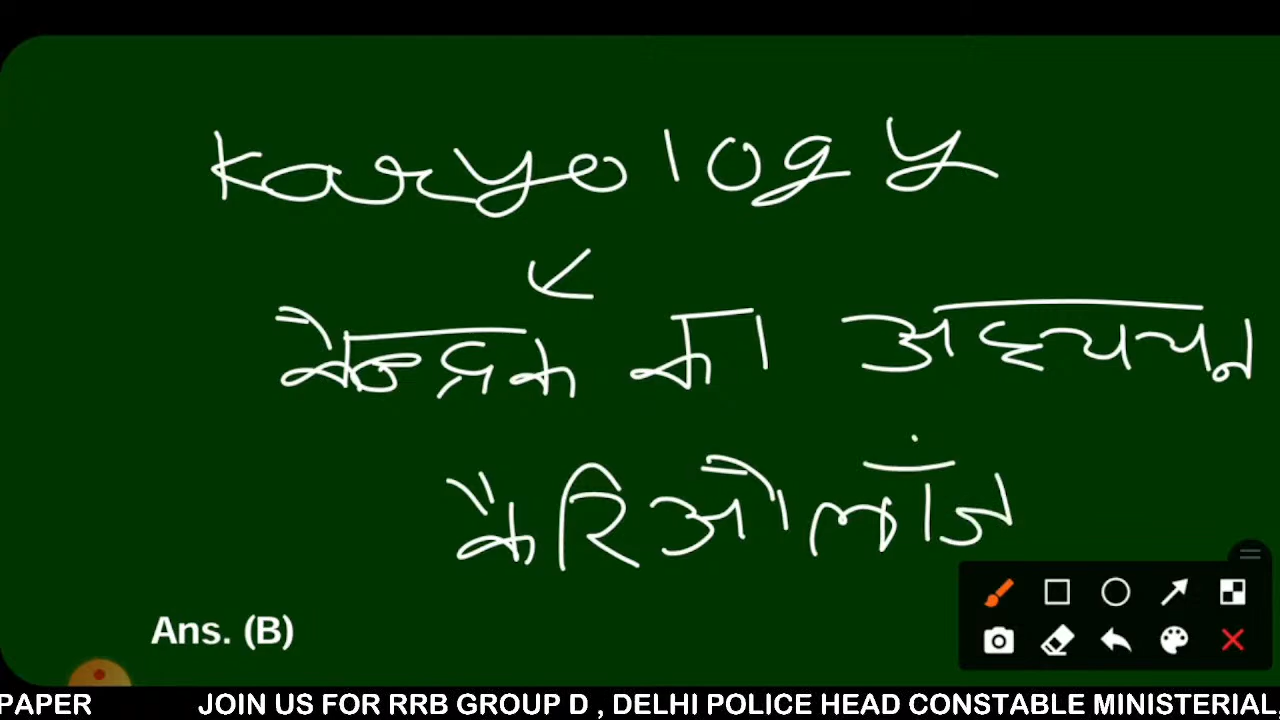 Karyology
केन्द्रक का अध्ययन
कैरिओलॉज
Ans. (B)
PAPER JOIN US FOR RRB GROUP D , DELHI POLICE HEAD CONSTABLE MINISTERIAL